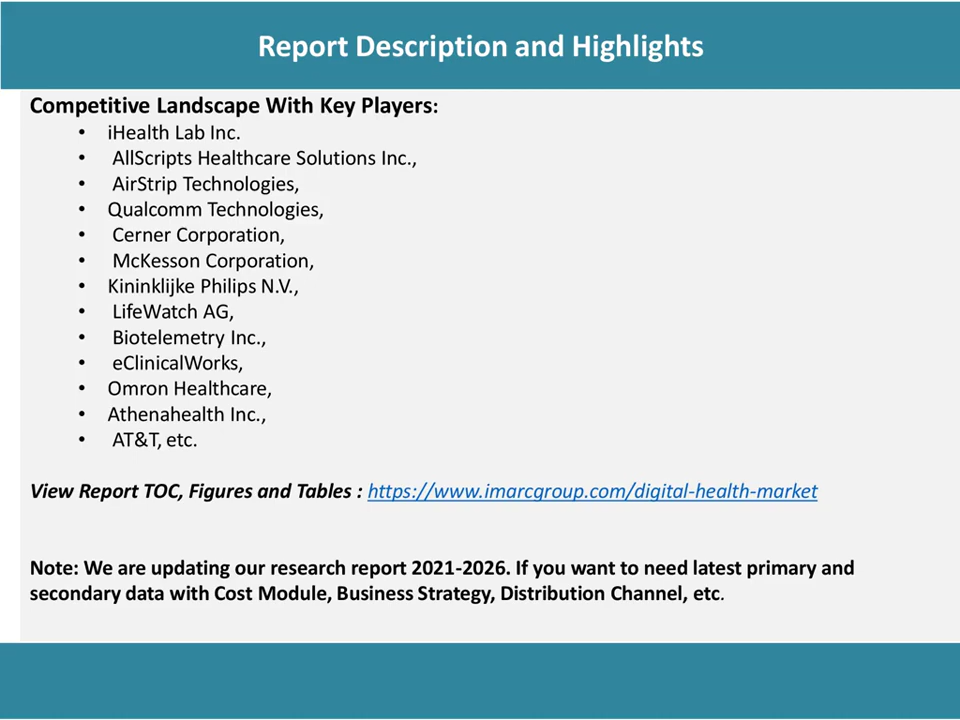 Report Description and Highlights
Competitive Landscape With Key Players:
• iHealth Lab Inc.
• AllScripts Healthcare Solutions Inc.,
• AirStrip Technologies,
• Qualcomm Technologies,
• Cerner Corporation,
• McKesson Corporation,
• Kininklijke Philips N.V.,
• LifeWatch AG,
• Biotelemetry Inc.,
• eClinicalWorks,
• Omron Healthcare,
• Athenahealth Inc.,
• AT&T, etc.
View Report TOC, Figures and Tables : https://www.imarcgroup.com/digital-health-market
Note: We are updating our research report 2021-2026. If you want to need latest primary and
secondary data with Cost Module, Business Strategy, Distribution Channel, etc.